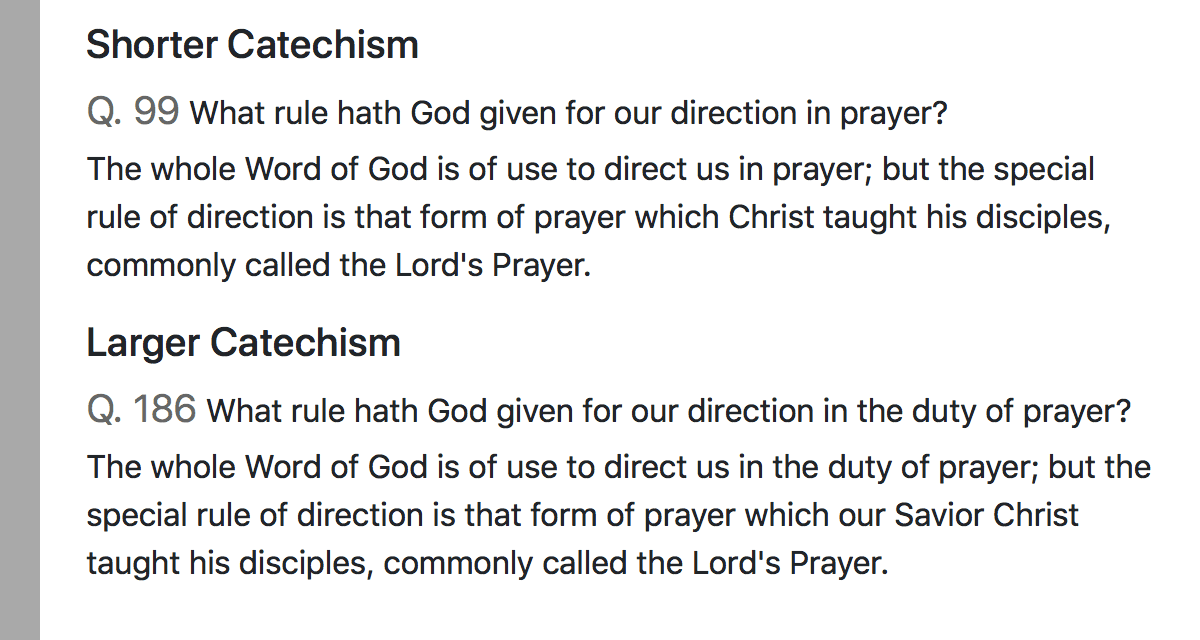 Shorter Catechism
Q. 99 What rule hath God given for our direction in prayer?
The whole Word of God is of use to direct us in prayer; but the special
rule of direction is that form of prayer which Christ taught his disciples,
commonly called the Lord's Prayer.
Larger Catechism
Q. 186 What rule hath God given for our direction in the duty of prayer?
The whole Word of God is of use to direct us in the duty of prayer; but the
special rule of direction is that form of prayer which our Savior Christ
taught his disciples, commonly called the Lord's Prayer.